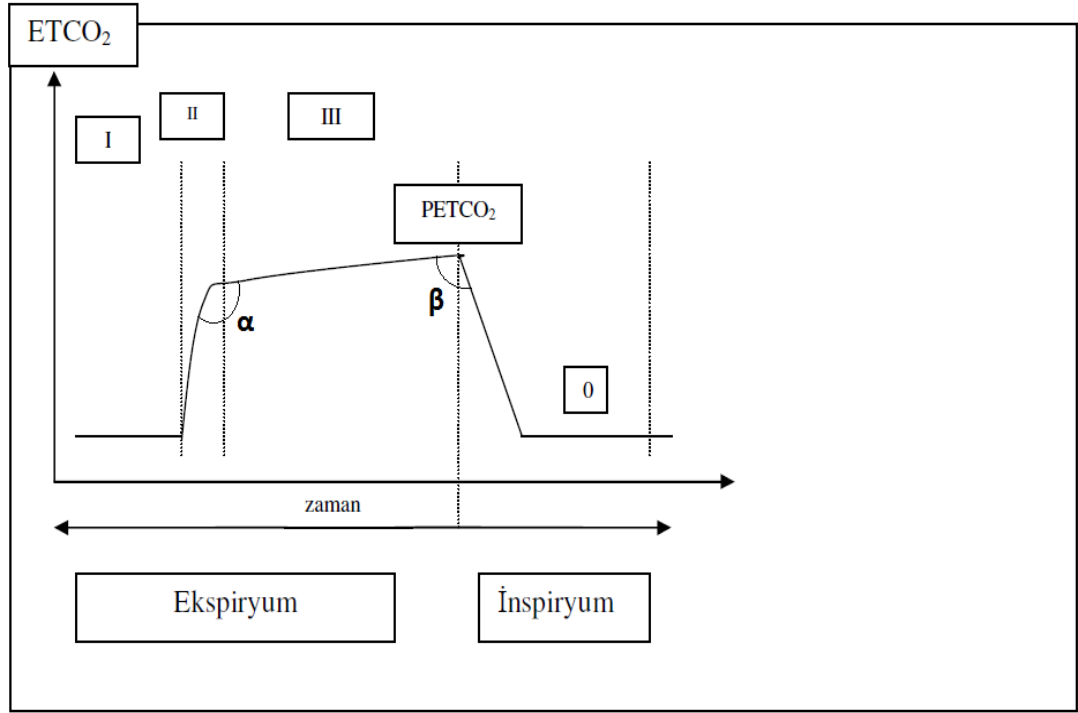 ETCO₂
I
II
III
PETCO₂
α
β
0
zaman
Ekspiryum
İnspiryum